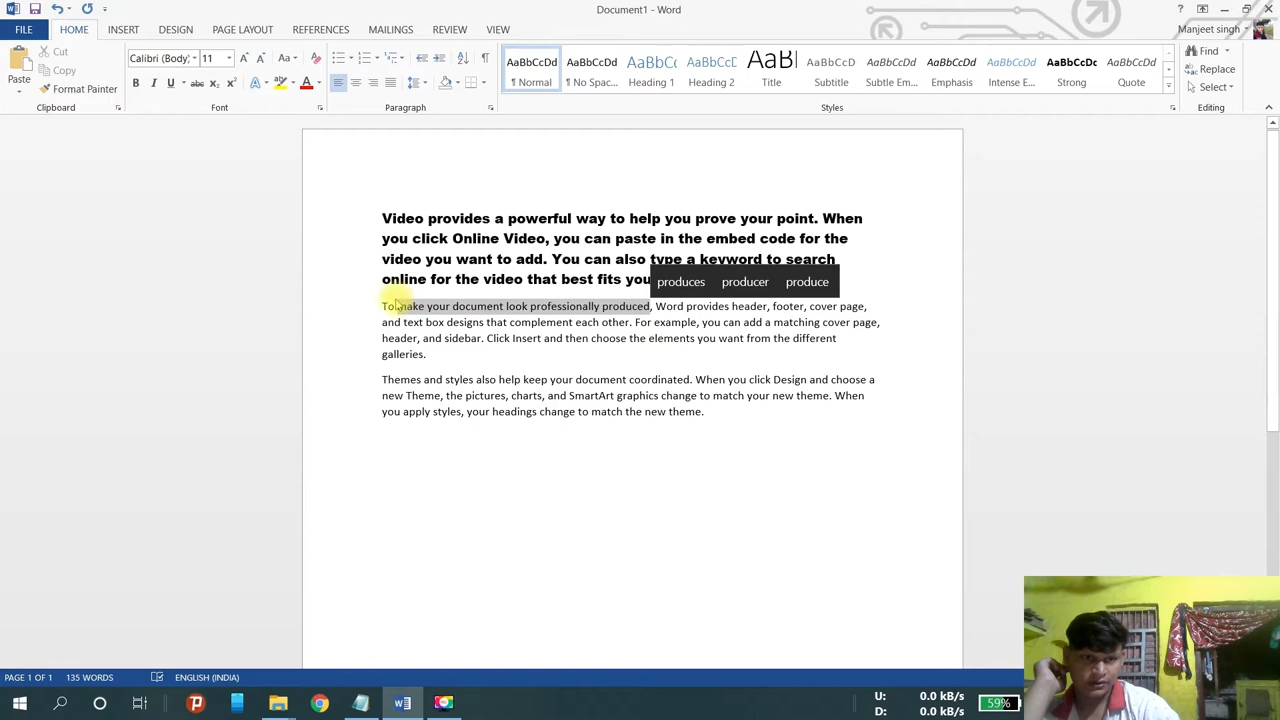 Document1 - Word
FILE HOME INSERT DESIGN PAGE LAYOUT REFERENCES MAILINGS REVIEW VIEW
Manjeet singh
Paste
Cut
Copy
Format Painter
Clipboard
Calibri (Body) 11
Font
Paragraph
AaBbCcDd AaBbCcDd AaBbCc AaBbCcC AaBbCcD AaBbCcDd AaBbCcDd AaBbCcDd AaBbCcDd AaBbCcDd
¶ Normal ¶ No Spac... Heading 1 Heading 2 Title Subtitle Subtle Em... Emphasis Intense E... Strong Quote
Styles
Find
Replace
Select
Editing
Video provides a powerful way to help you prove your point. When
you click Online Video, you can paste in the embed code for the
video you want to add. You can also type a keyword to search
online for the video that best fits you
produces producer produce
To make your document look professionally produced, Word provides header, footer, cover page,
and text box designs that complement each other. For example, you can add a matching cover page,
header, and sidebar. Click Insert and then choose the elements you want from the different
galleries.
Themes and styles also help keep your document coordinated. When you click Design and choose a
new Theme, the pictures, charts, and SmartArt graphics change to match your new theme. When
you apply styles, your headings change to match the new theme.
PAGE 1 OF 1 135 WORDS ENGLISH (INDIA)
U: 0.0 kB/s
D: 0.0 kB/s
59%